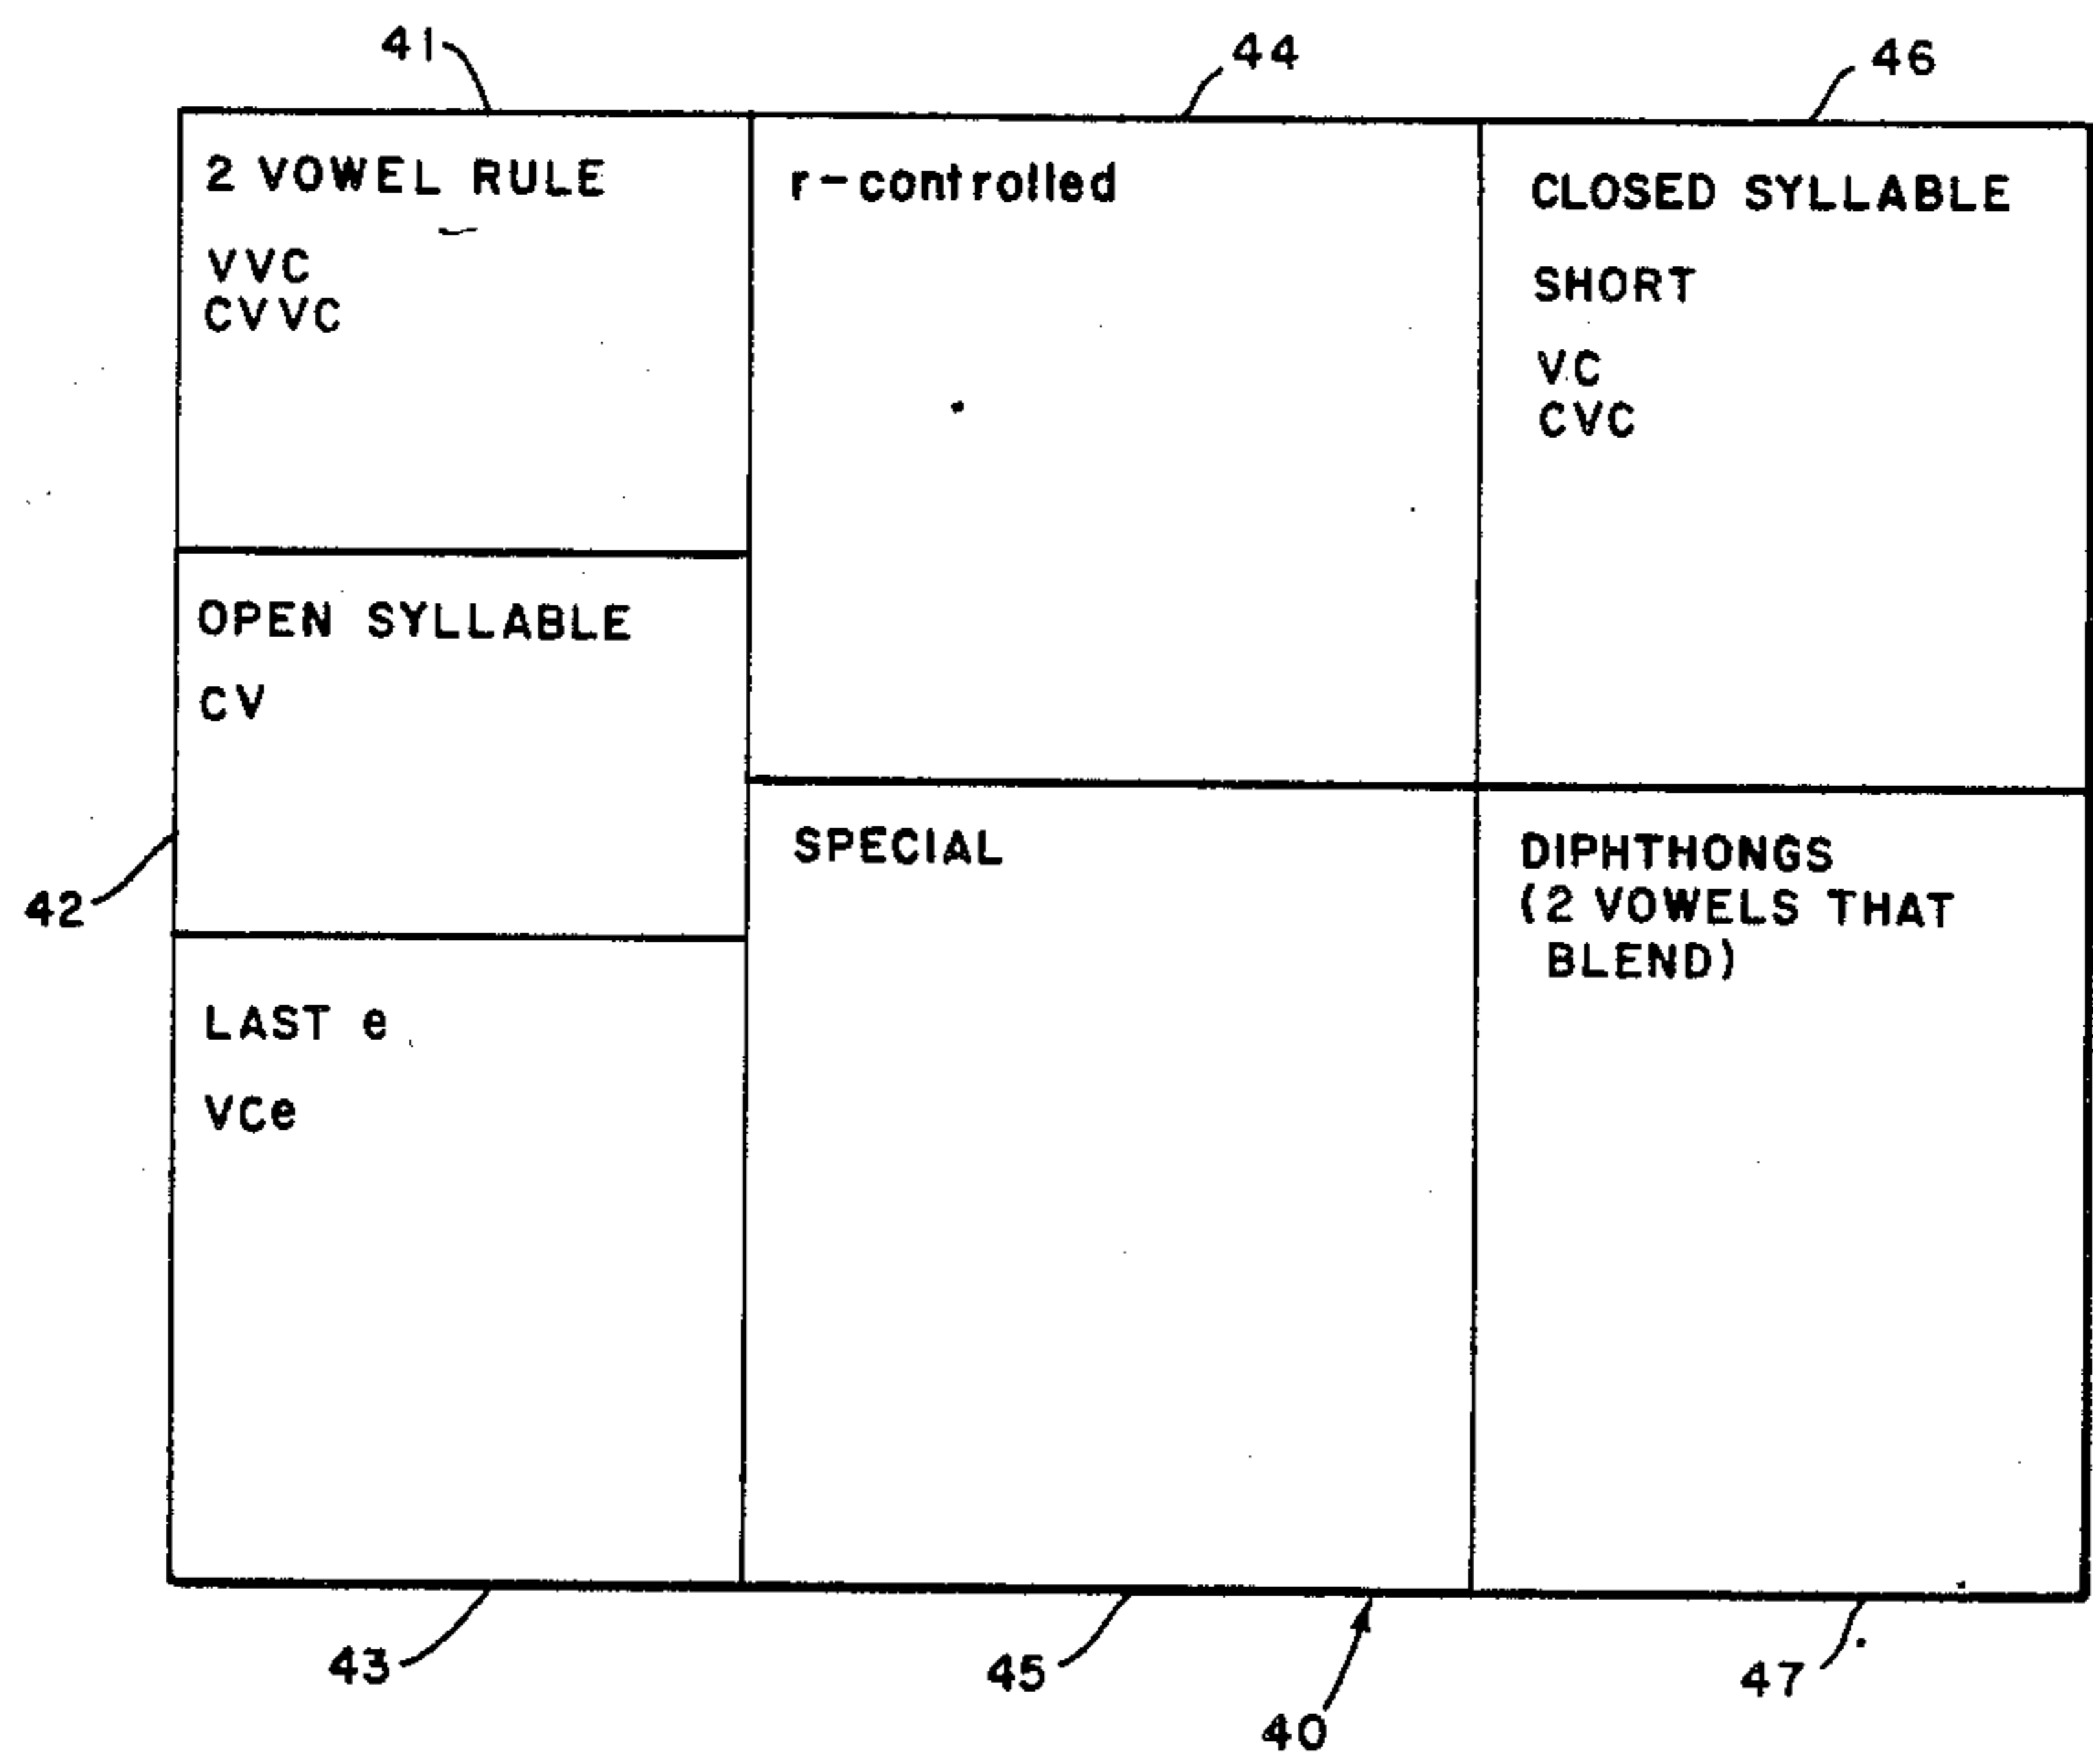 41
44
46
2 VOWEL RULE
VVC
CVVC
r-controlled
CLOSED SYLLABLE
SHORT
VC
CVC
OPEN SYLLABLE
CV
42
SPECIAL
DIPHTHONGS
(2 VOWELS THAT
BLEND)
LAST e
VCe
43
45
40
47